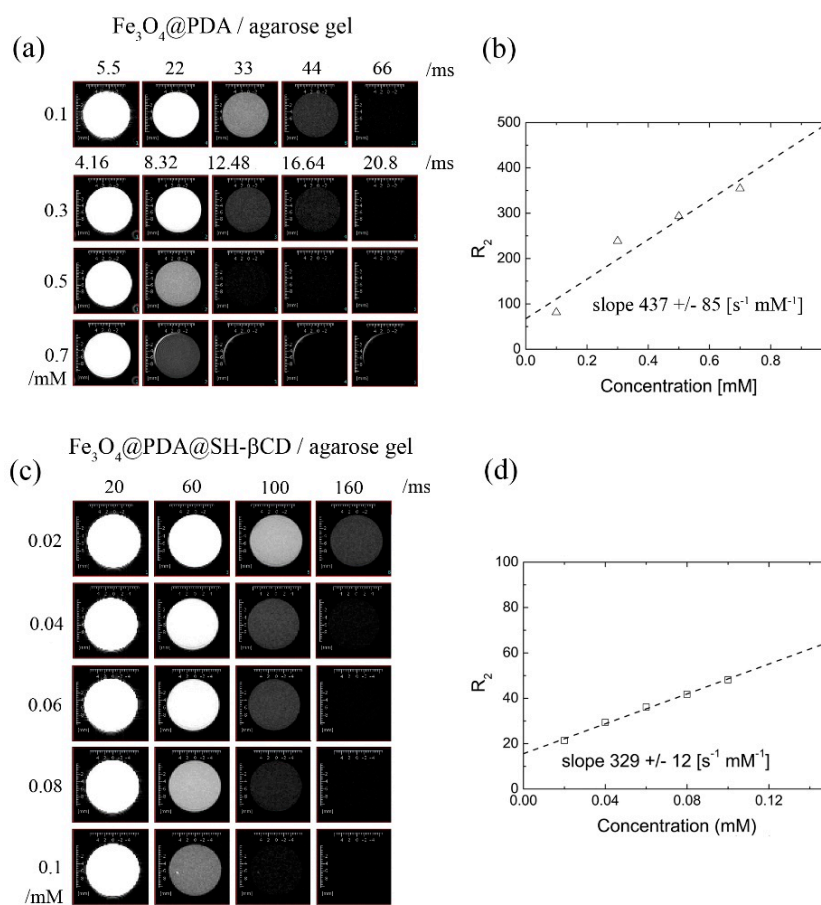 Fe₃O₄@PDA / agarose gel
(a)
5.5 22 33 44 66 /ms
0.1
4.16 8.32 12.48 16.64 20.8
0.3
0.5
0.7
/mM
(b)
500
400
300
200
100
0
R₂
slope 437 +/- 85 [s⁻¹ mM⁻¹]
0.0 0.2 0.4 0.6 0.8
Concentration [mM]
Fe₃O₄@PDA@SH-βCD / agarose gel
(c)
20 60 100 160 /ms
0.02
0.04
0.06
0.08
0.1
/mM
(d)
100
80
60
40
20
0
R₂
slope 329 +/- 12 [s⁻¹ mM⁻¹]
0.00 0.04 0.08 0.12
Concentration (mM)